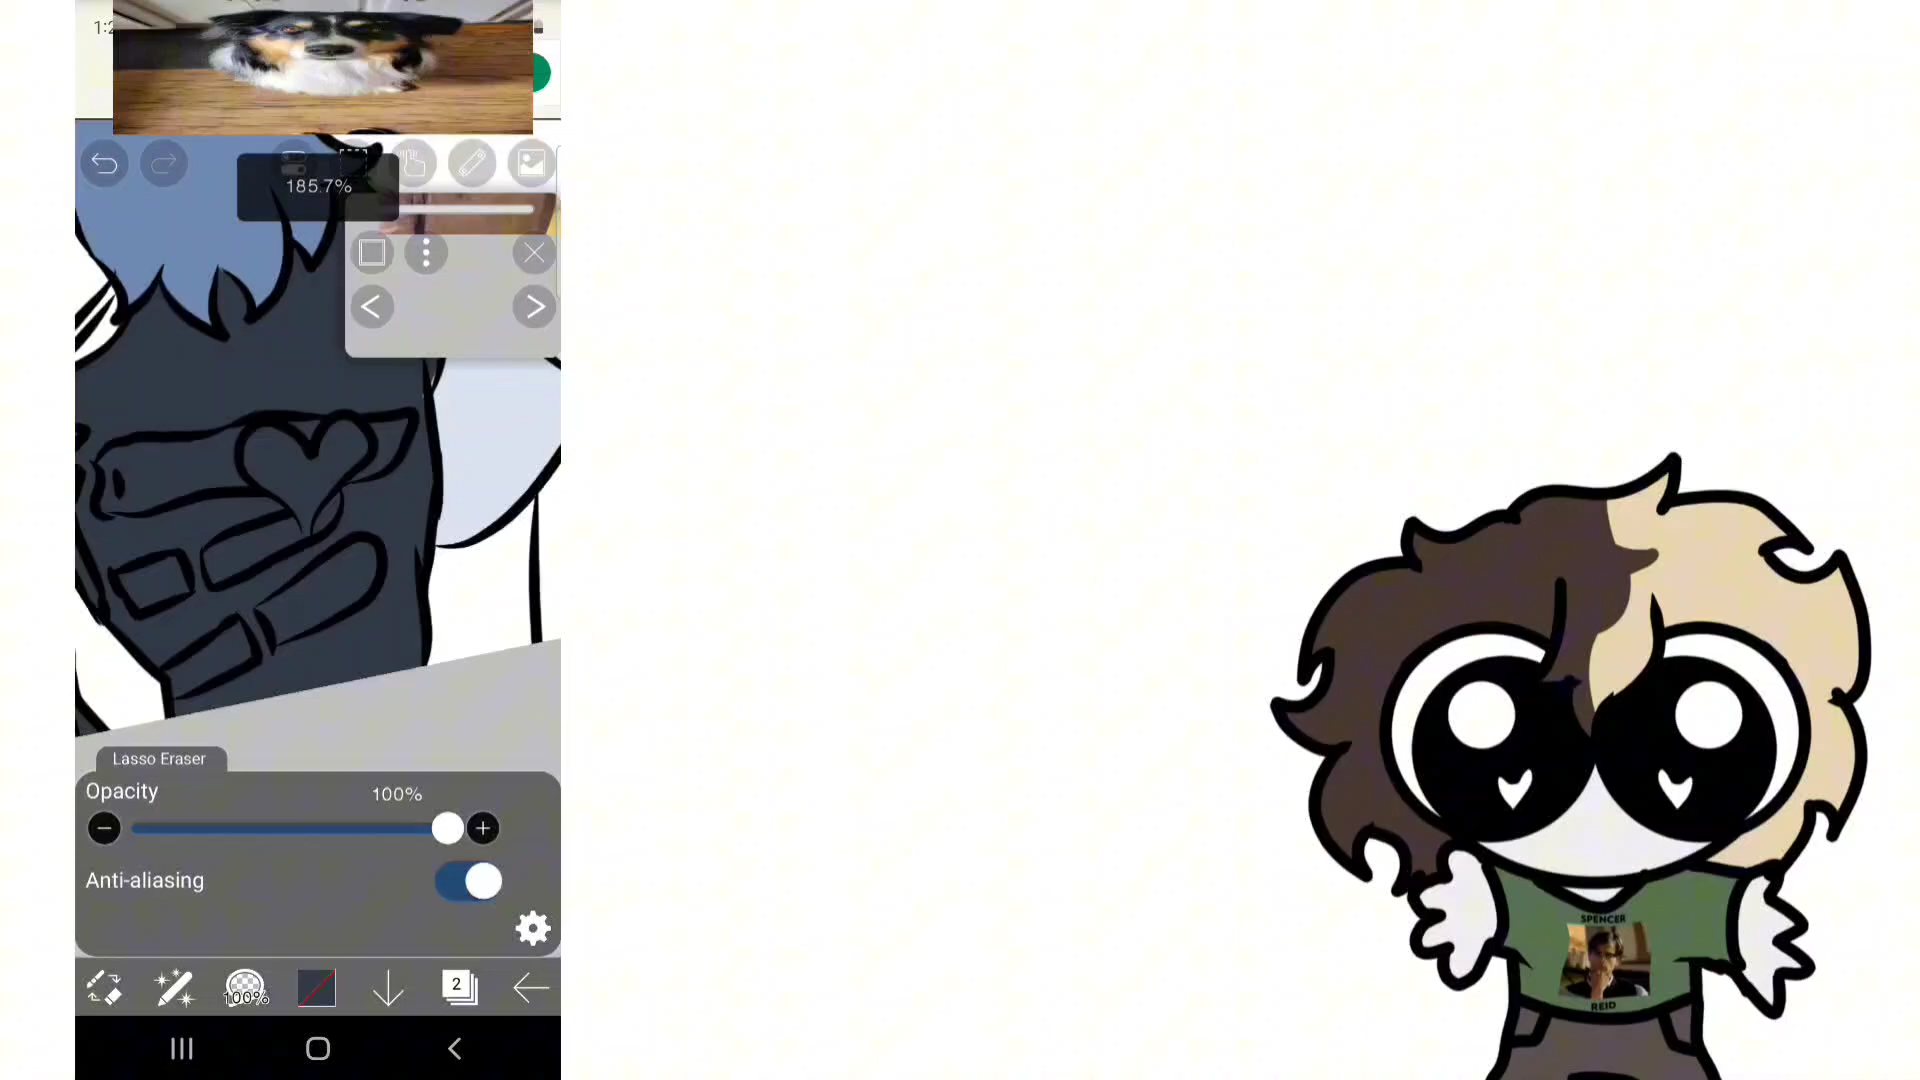 185.7%
Lasso Eraser
Opacity
100%
Anti-aliasing
100%
2
SPENCER
REID